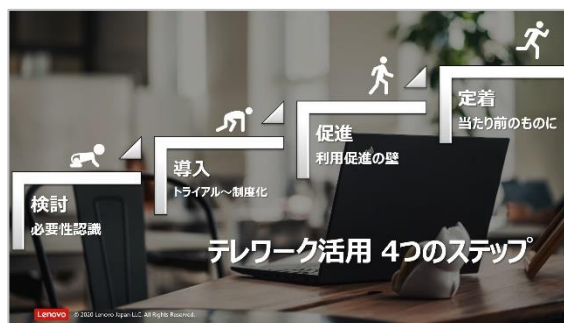 検討
必要性認識
導入
トライアル～制度化
促進
利用促進の壁
定着
当たり前のものに
テレワーク活用 4つのステップ
Lenovo © 2020 Lenovo Japan LLC. All Rights Reserved.